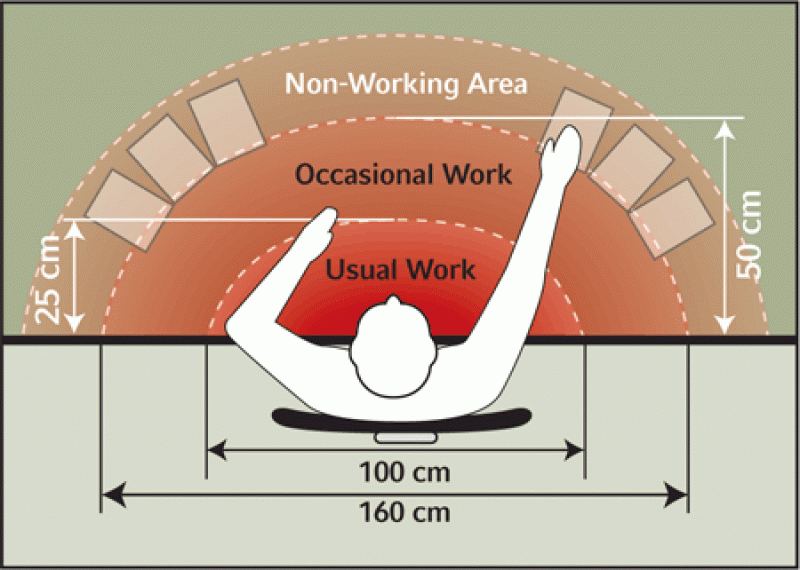 Non-Working Area
Occasional Work
Usual Work
25 cm
50 cm
100 cm
160 cm